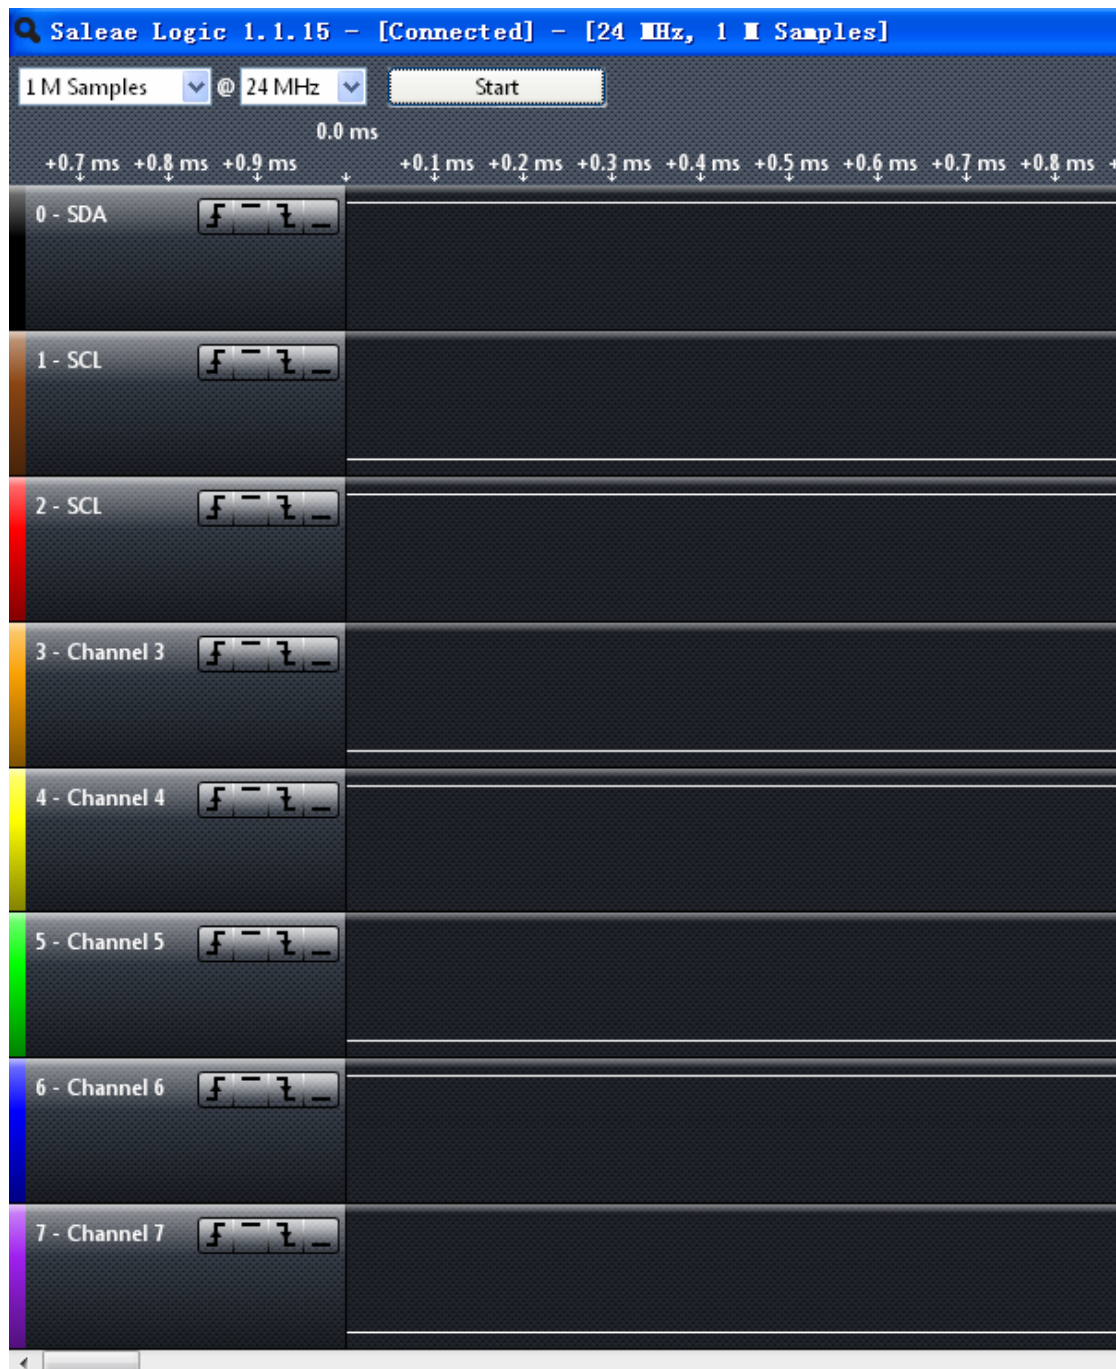 Saleae Logic 1.1.15 - [Connected] - [24 MHz, 1 M Samples]
1 M Samples @ 24 MHz Start
0.0 ms
+0.7 ms +0.8 ms +0.9 ms +0.1 ms +0.2 ms +0.3 ms +0.4 ms +0.5 ms +0.6 ms +0.7 ms +0.8 ms
0 - SDA
1 - SCL
2 - SCL
3 - Channel 3
4 - Channel 4
5 - Channel 5
6 - Channel 6
7 - Channel 7